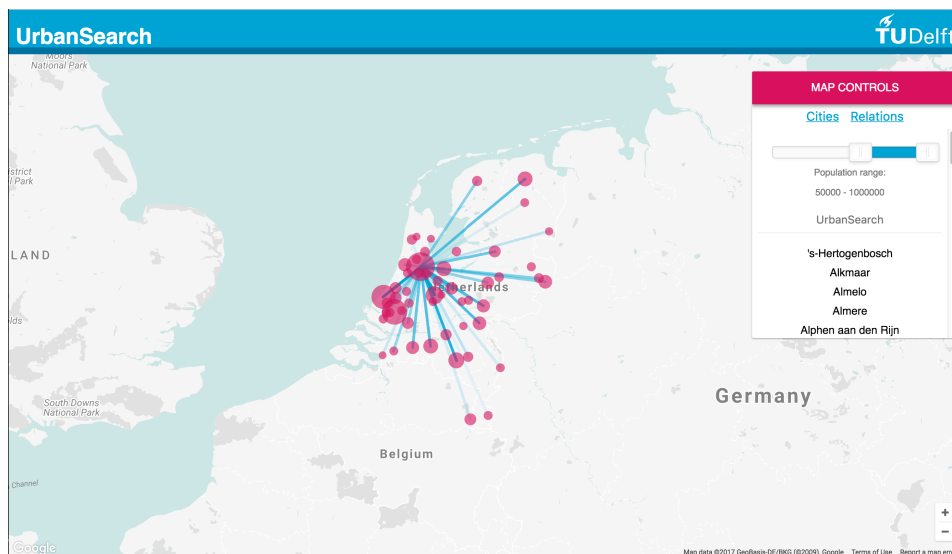 UrbanSearch
TUDelft
Moors
National Park
MAP CONTROLS
Cities Relations
Population range:
50000 - 1000000
UrbanSearch
's-Hertogenbosch
Alkmaar
Almelo
Almere
Alphen aan den Rijn
l Park
LAND
Netherlands
lds
South Downs
National Park
Germany
Belgium
Channel
Google
+
−
Map data ©2017 GeoBasis-DE/BKG (©2009), Google Terms of Use Report a map err